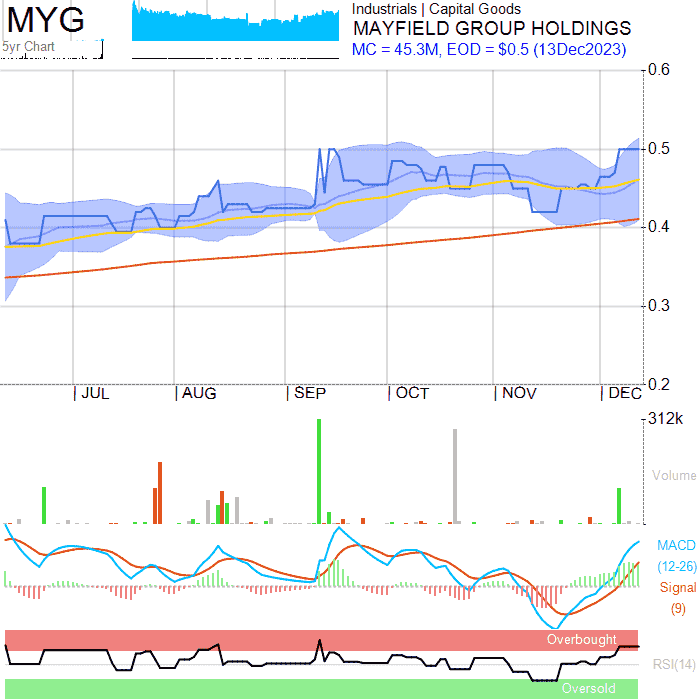 MYG
5yr Chart
Industrials | Capital Goods
MAYFIELD GROUP HOLDINGS
MC = 45.3M, EOD = $0.5 (13Dec2023)
0.6
0.5
0.4
0.3
0.2
| JUL | AUG | SEP | OCT | NOV | DEC
312k
Volume
MACD
(12-26)
Signal
(9)
Overbought
RSI(14)
Oversold